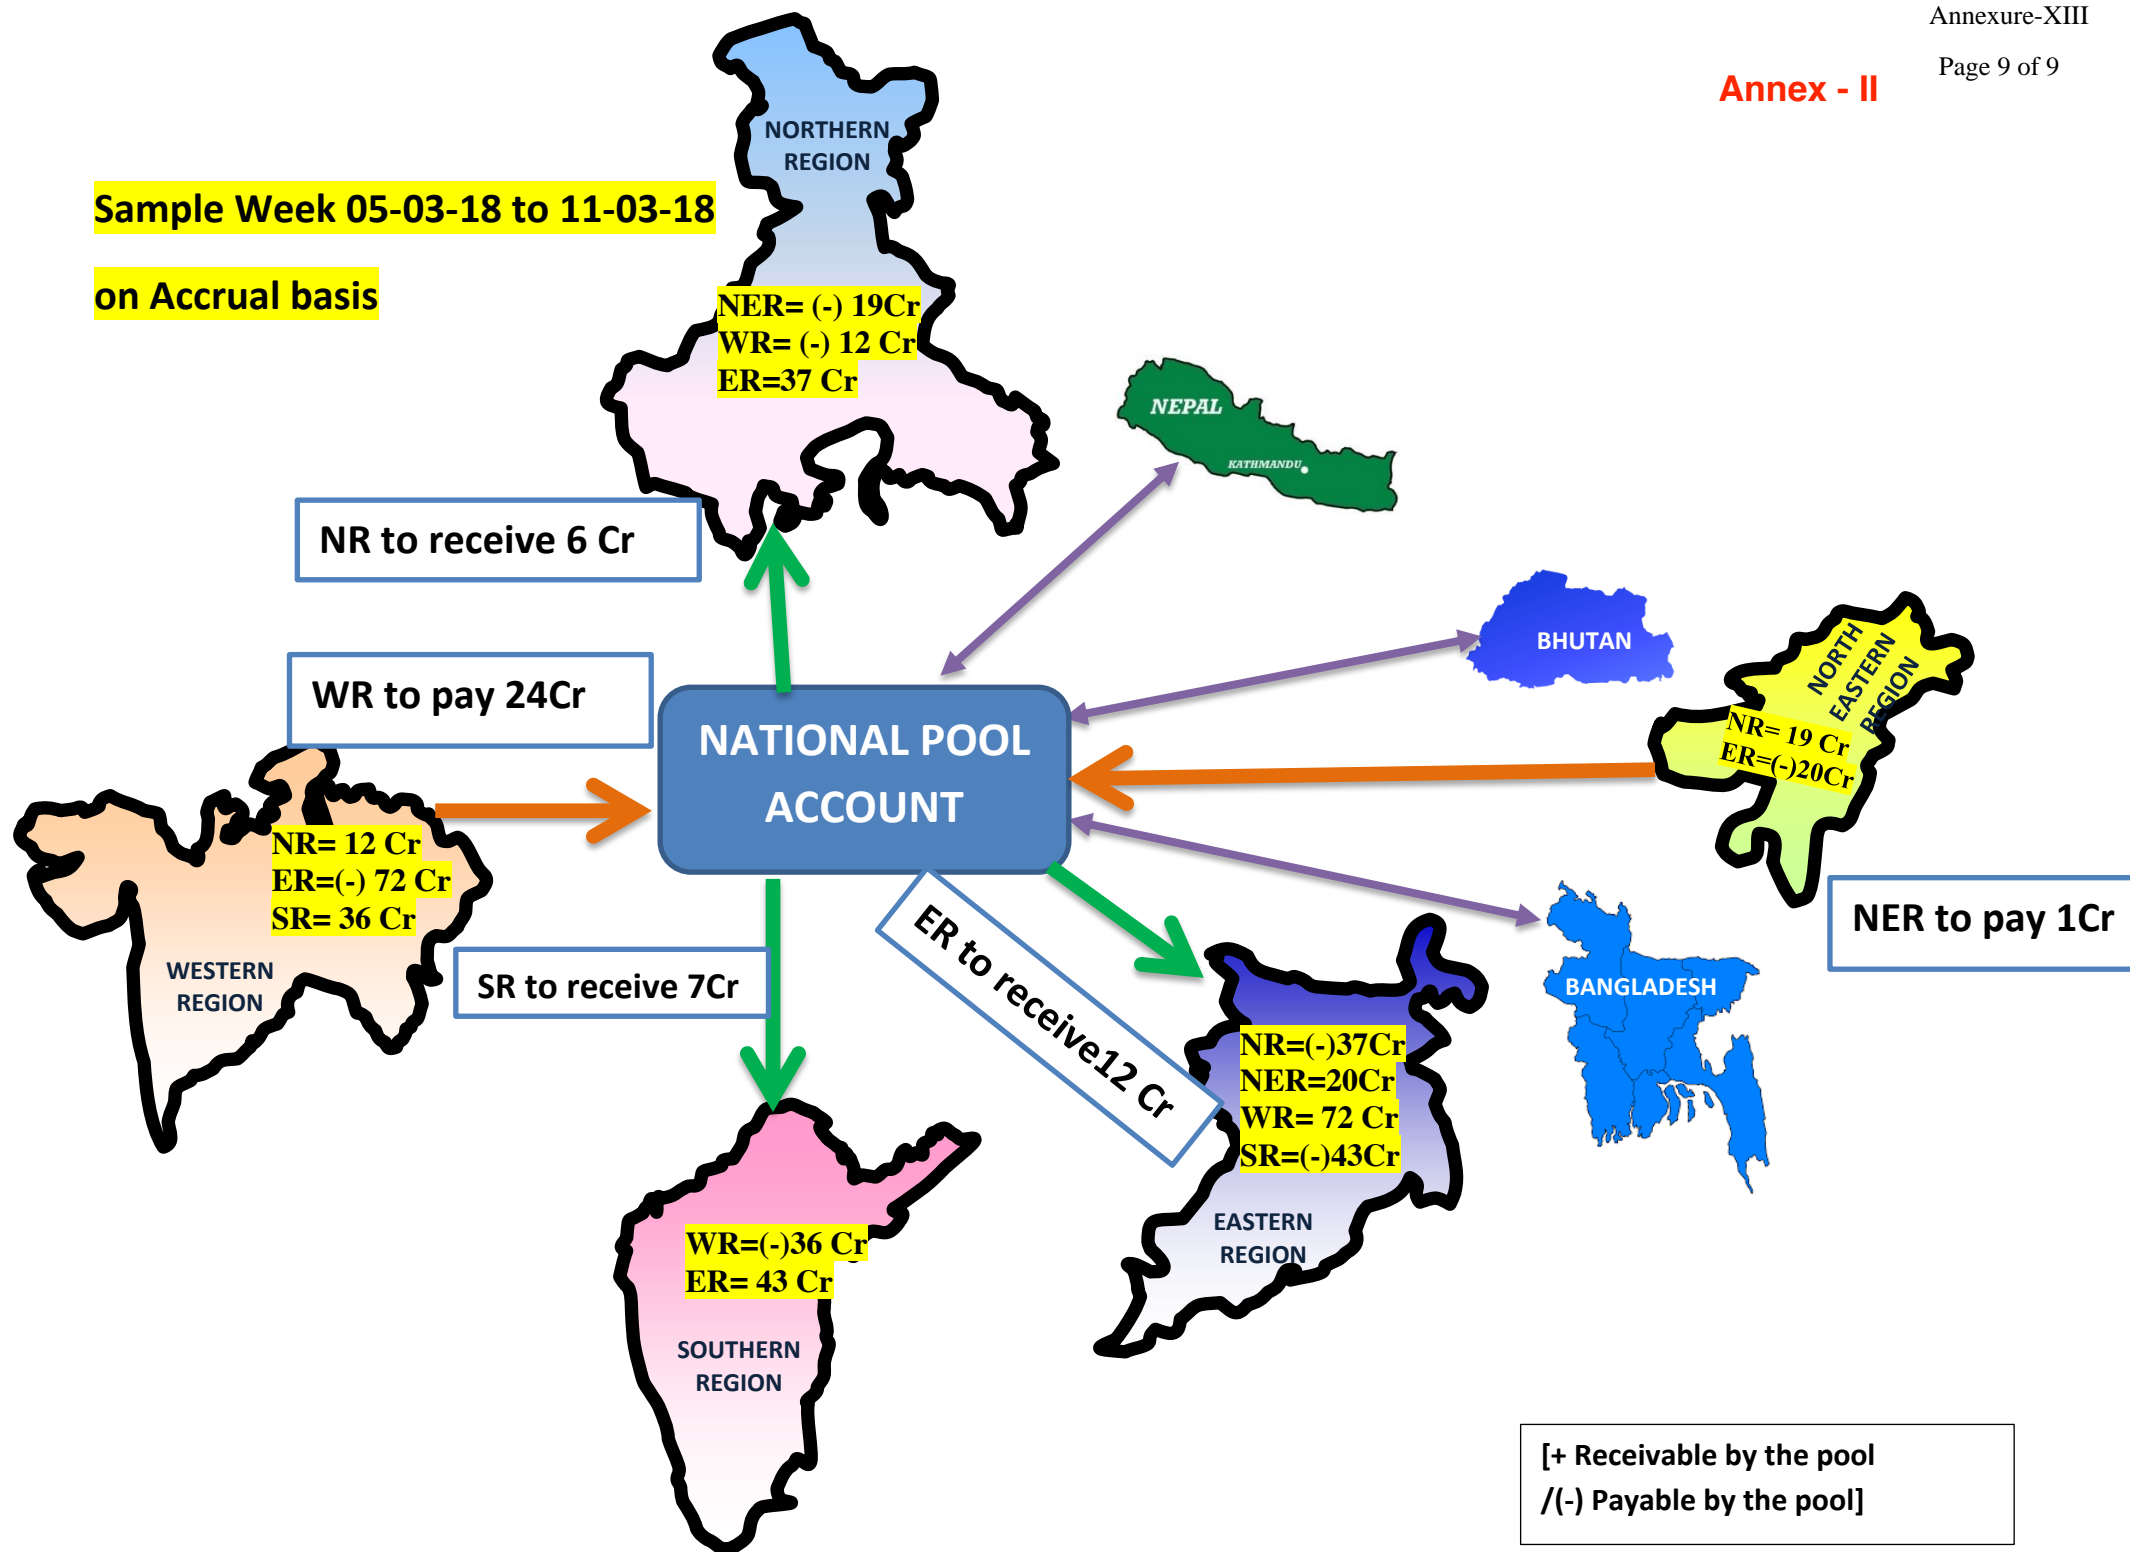 Annexure-XIII
Page 9 of 9
Annex - II
Sample Week 05-03-18 to 11-03-18
on Accrual basis
NORTHERN
REGION
NER= (-) 19Cr
WR= (-) 12 Cr
ER=37 Cr
NEPAL
KATHMANDU
NR to receive 6 Cr
BHUTAN
NORTH
EASTERN
REGION
NR= 19 Cr
ER=(-)20Cr
WR to pay 24Cr
NATIONAL POOL
ACCOUNT
NR= 12 Cr
ER=(-) 72 Cr
SR= 36 Cr
WESTERN
REGION
NER to pay 1Cr
SR to receive 7Cr
ER to receive12 Cr
BANGLADESH
NR=(-)37Cr
NER=20Cr
WR= 72 Cr
SR=(-)43Cr
EASTERN
REGION
WR=(-)36 Cr
ER= 43 Cr
SOUTHERN
REGION
[+ Receivable by the pool
/(-) Payable by the pool]